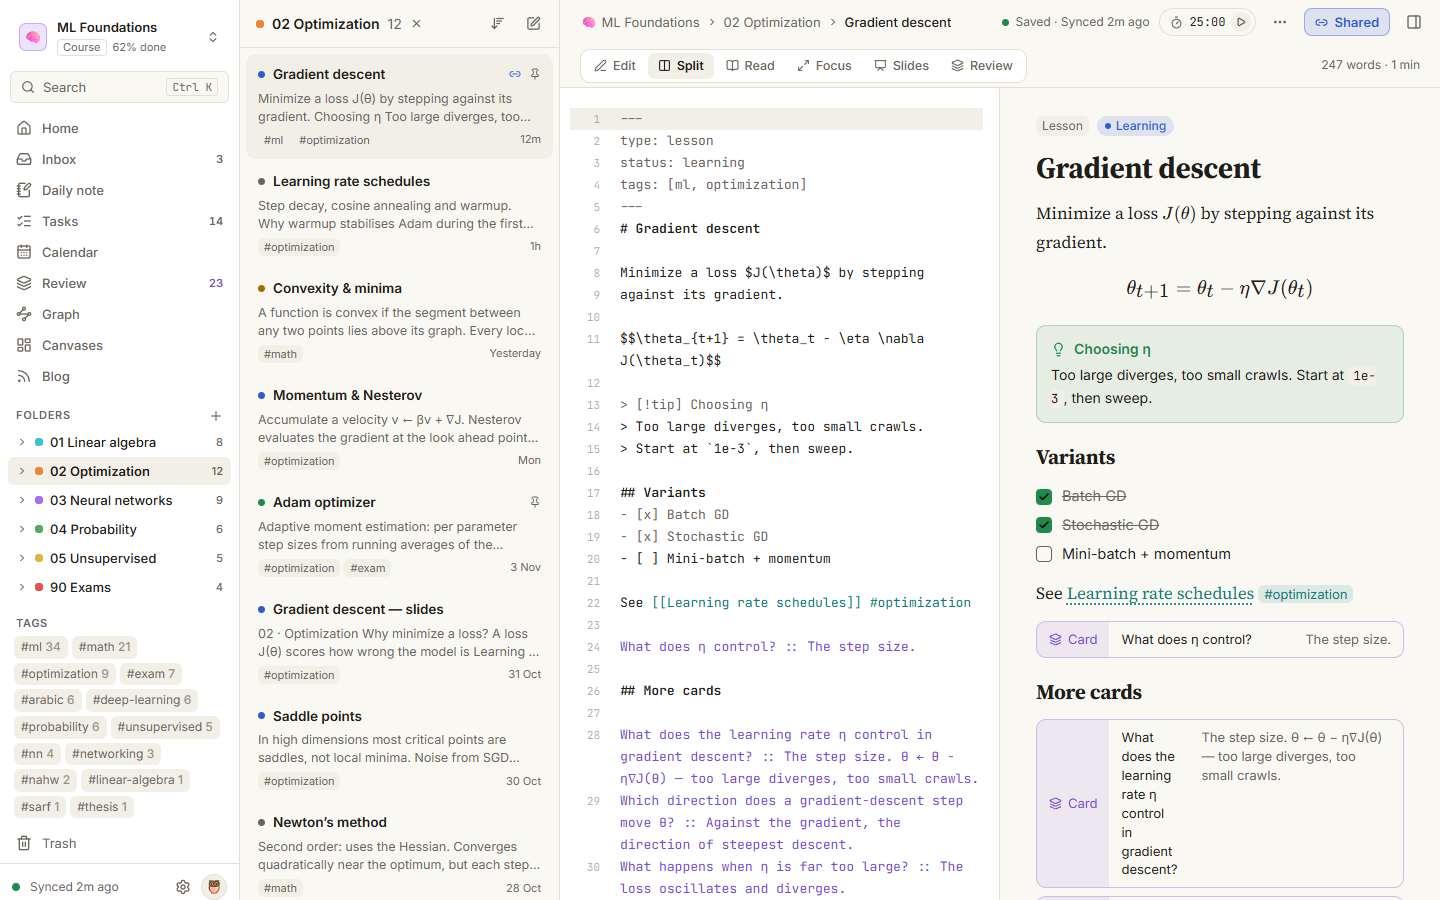 ML Foundations
Course 62% done
Search Ctrl K
Home
Inbox 3
Daily note
Tasks 14
Calendar
Review 23
Graph
Canvases
Blog
FOLDERS
01 Linear algebra 8
02 Optimization 12
03 Neural networks 9
04 Probability 6
05 Unsupervised 5
90 Exams 4
TAGS
#ml 34 #math 21
#optimization 9 #exam 7
#arabic 6 #deep-learning 6
#probability 6 #unsupervised 5
#nn 4 #networking 3
#nahw 2 #linear-algebra 1
#sarf 1 #thesis 1
Trash
Synced 2m ago
02 Optimization 12
Gradient descent
Minimize a loss J(θ) by stepping against its
gradient. Choosing η Too large diverges, too...
#ml #optimization 12m
Learning rate schedules
Step decay, cosine annealing and warmup.
Why warmup stabilises Adam during the first...
#optimization 1h
Convexity & minima
A function is convex if the segment between
any two points lies above its graph. Every loc...
#math Yesterday
Momentum & Nesterov
Accumulate a velocity v ← βv + ∇J. Nesterov
evaluates the gradient at the look ahead point...
#optimization Mon
Adam optimizer
Adaptive moment estimation: per parameter
step sizes from running averages of the...
#optimization #exam 3 Nov
Gradient descent — slides
02 · Optimization Why minimize a loss? A loss
J(θ) scores how wrong the model is Learning ...
#optimization 31 Oct
Saddle points
In high dimensions most critical points are
saddles, not local minima. Noise from SGD...
#optimization 30 Oct
Newton’s method
Second order: uses the Hessian. Converges
quadratically near the optimum, but each step...
#math 28 Oct
ML Foundations > 02 Optimization > Gradient descent
Saved · Synced 2m ago 25:00 Shared
Edit Split Read Focus Slides Review
247 words · 1 min
1 ---
2 type: lesson
3 status: learning
4 tags: [ml, optimization]
5 ---
6 # Gradient descent
7
8 Minimize a loss $J(\theta)$ by stepping
9 against its gradient.
10
11 $$\theta_{t+1} = \theta_t - \eta \nabla
J(\theta_t)$$
12
13 > [!tip] Choosing η
14 > Too large diverges, too small crawls.
15 > Start at `1e-3`, then sweep.
16
17 ## Variants
18 - [x] Batch GD
19 - [x] Stochastic GD
20 - [ ] Mini-batch + momentum
21
22 See [[Learning rate schedules]] #optimization
23
24 What does η control? :: The step size.
25
26 ## More cards
27
28 What does the learning rate η control in
gradient descent? :: The step size. θ ← θ −
η∇J(θ) — too large diverges, too small crawls.
29 Which direction does a gradient-descent step
move θ? :: Against the gradient, the
direction of steepest descent.
30 What happens when η is far too large? :: The
loss oscillates and diverges.
Lesson Learning
Gradient descent
Minimize a loss J(θ) by stepping against its
gradient.
θt+1 = θt − η∇J(θt)
Choosing η
Too large diverges, too small crawls. Start at 1e-
3 , then sweep.
Variants
Batch GD
Stochastic GD
Mini-batch + momentum
See Learning rate schedules #optimization
Card What does η control? The step size.
More cards
Card
What
does the
learning
rate η
control
in
gradient
descent?
The step size. θ ← θ − η∇J(θ)
— too large diverges, too
small crawls.